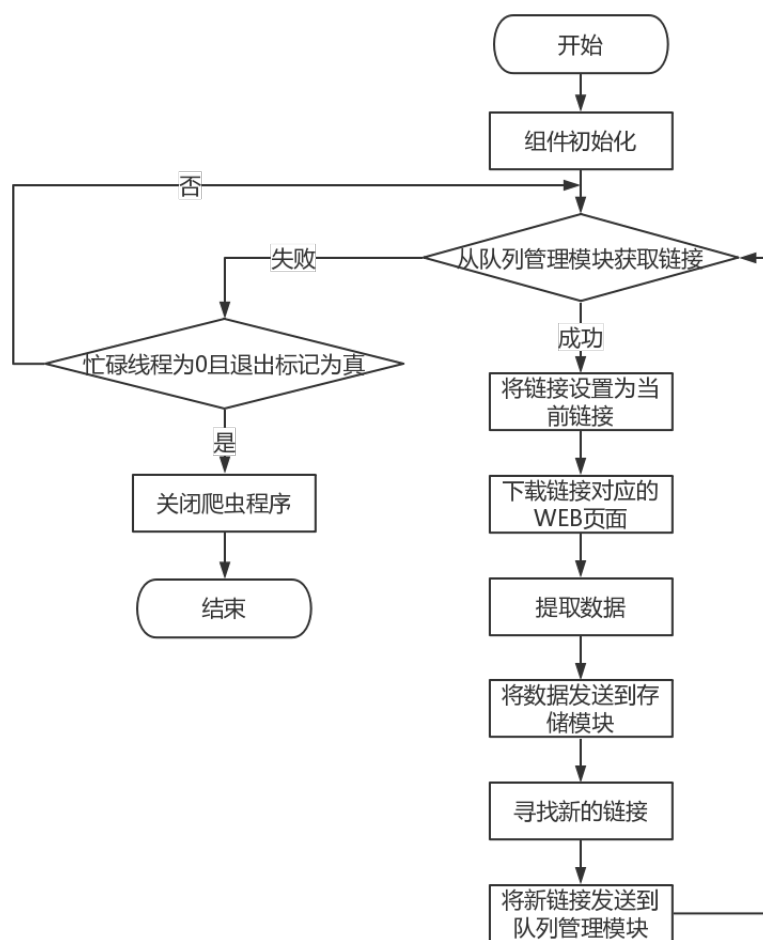 开始
组件初始化
否
从队列管理模块获取链接
失败
成功
忙碌线程为0且退出标记为真
将链接设置为当
前链接
是
关闭爬虫程序
下载链接对应的
WEB页面
结束
提取数据
将数据发送到存
储模块
寻找新的链接
将新链接发送到
队列管理模块